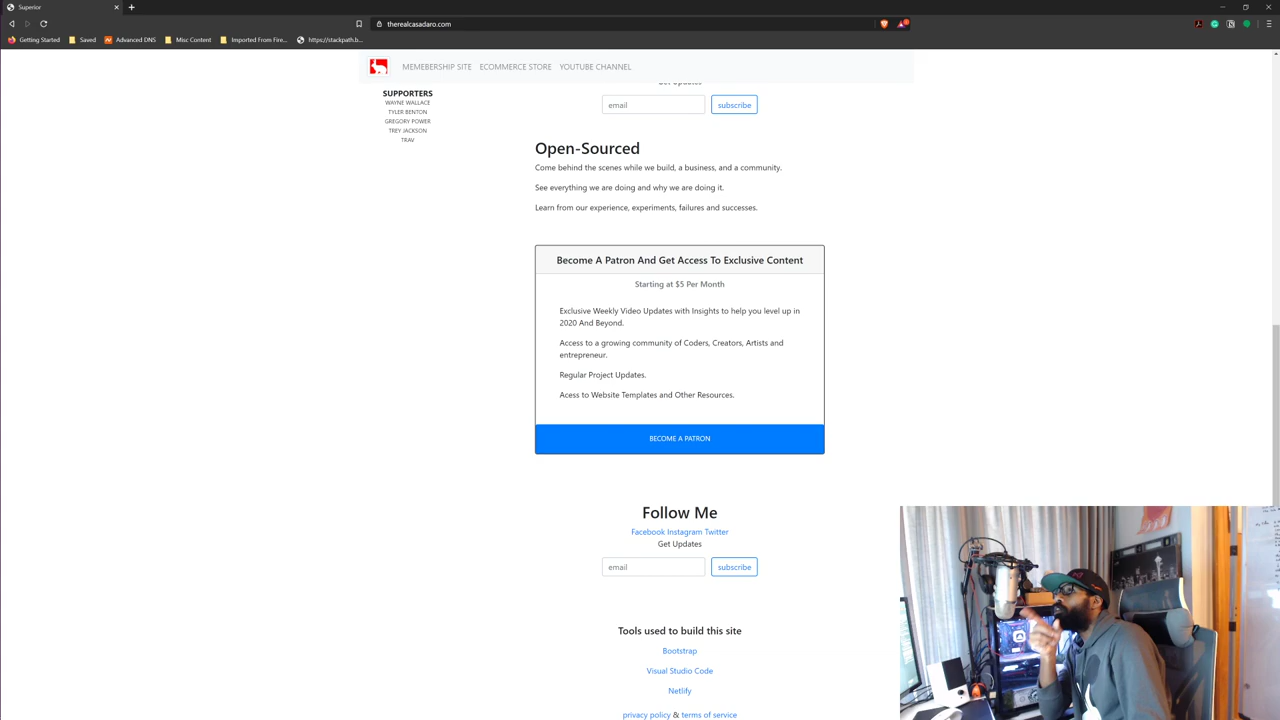 Superior
therealcasadaro.com
Getting Started Saved Advanced DNS Misc Content Imported From Fire... https://stackpath.b...
MEMEBERSHIP SITE ECOMMERCE STORE YOUTUBE CHANNEL
SUPPORTERS
WAYNE WALLACE
TYLER BENTON
GREGORY POWER
TREY JACKSON
TRAV
Get Updates
email subscribe
Open-Sourced
Come behind the scenes while we build, a business, and a community.
See everything we are doing and why we are doing it.
Learn from our experience, experiments, failures and successes.
Become A Patron And Get Access To Exclusive Content
Starting at $5 Per Month
Exclusive Weekly Video Updates with Insights to help you level up in
2020 And Beyond.
Access to a growing community of Coders, Creators, Artists and
entrepreneur.
Regular Project Updates.
Acess to Website Templates and Other Resources.
BECOME A PATRON
Follow Me
Facebook Instagram Twitter
Get Updates
email subscribe
Tools used to build this site
Bootstrap
Visual Studio Code
Netlify
privacy policy & terms of service